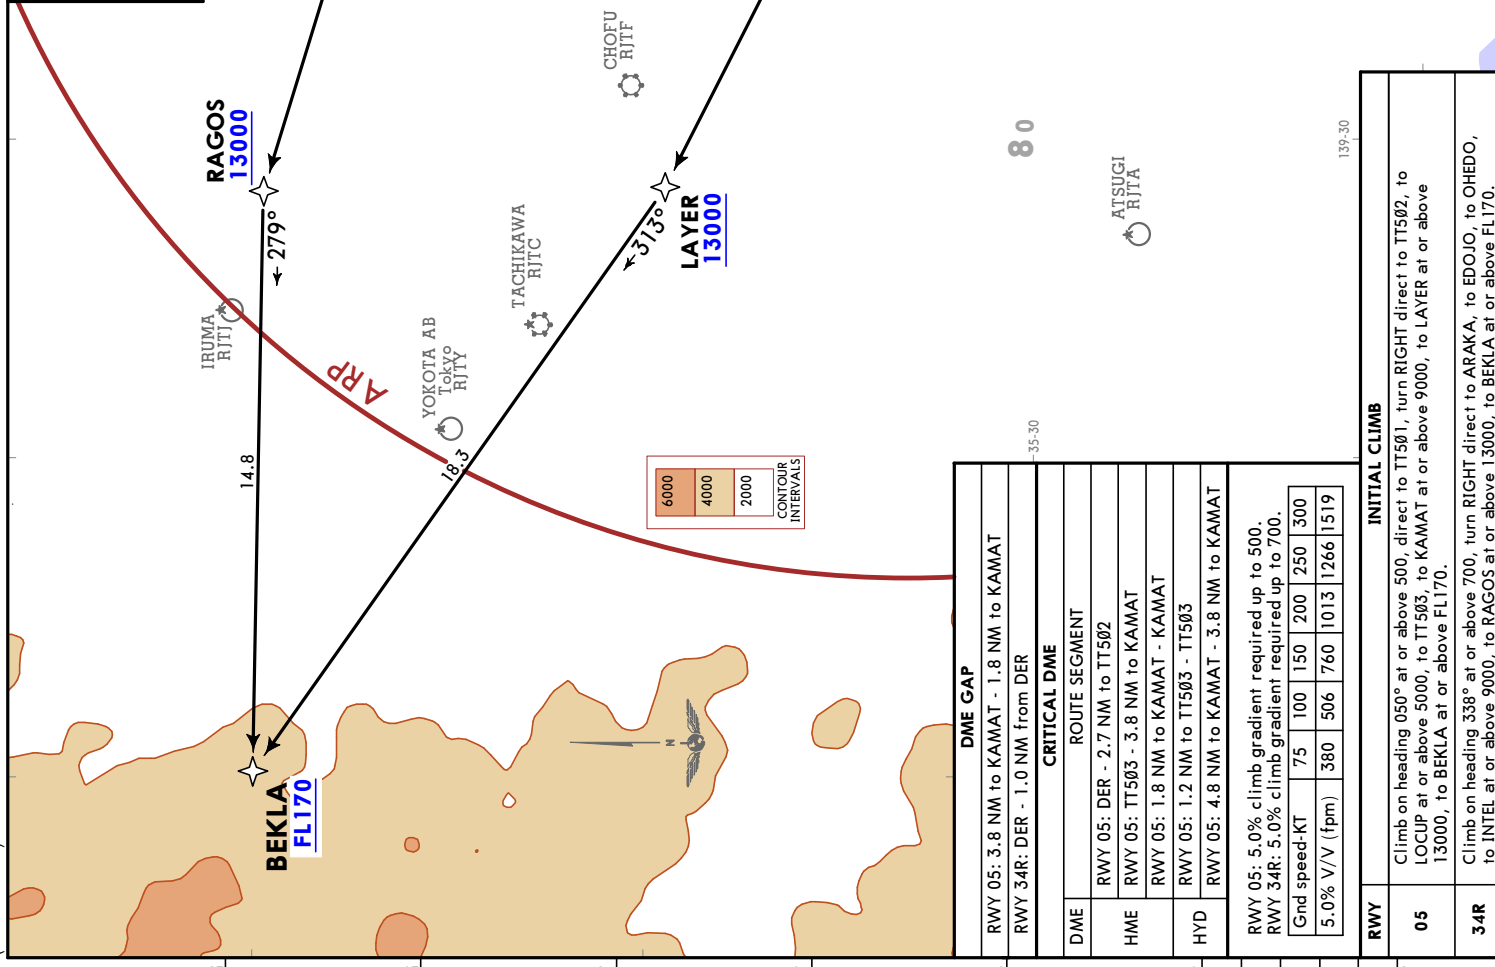 CHOFU
RJTF
RAGOS
13000
279°
LAYER
13000
313°
TACHIKAWA
RJTC
IRUMA
RJTJ
YOKOTA AB
Tokyo
RJTY
ARP
14.8
18.3
80
ATSUGI
RJTA
139-30
35-30
6000
4000
2000
CONTOUR
INTERVALS
N
BEKLA
FL170
DME GAP
RWY 05: 3.8 NM to KAMAT - 1.8 NM to KAMAT
RWY 34R: DER - 1.0 NM from DER
CRITICAL DME
DME ROUTE SEGMENT
HME RWY 05: DER - 2.7 NM to TT5Ø2
RWY 05: TT5Ø3 - 3.8 NM to KAMAT
RWY 05: 1.8 NM to KAMAT - KAMAT
HYD RWY 05: 1.2 NM to TT5Ø3 - TT5Ø3
RWY 05: 4.8 NM to KAMAT - 3.8 NM to KAMAT
RWY 05: 5.0% climb gradient required up to 500.
RWY 34R: 5.0% climb gradient required up to 700.
Gnd speed-KT 75 100 150 200 250 300
5.0% V/V (fpm) 380 506 760 1013 1266 1519
RWY INITIAL CLIMB
05 Climb on heading 050° at or above 500, direct to TT5Ø1, turn RIGHT direct to TT5Ø2, to
LOCUP at or above 5000, to TT5Ø3, to KAMAT at or above 9000, to LAYER at or above
13000, to BEKLA at or above FL170.
34R Climb on heading 338° at or above 700, turn RIGHT direct to ARAKA, to EDOJO, to OHEDO,
to INTEL at or above 9000, to RAGOS at or above 13000, to BEKLA at or above FL170.